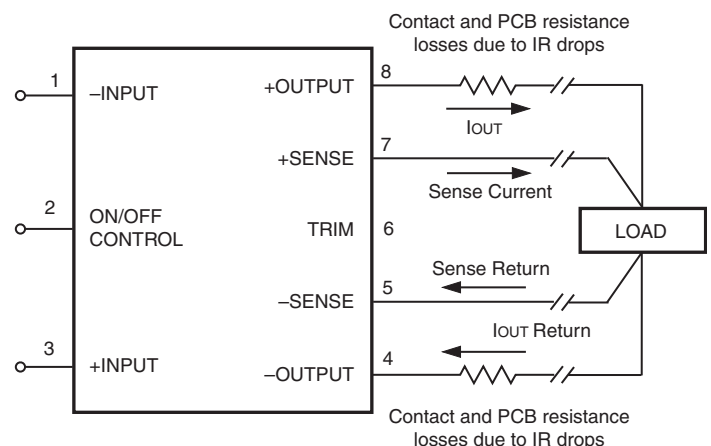 Contact and PCB resistance
losses due to IR drops
1
–INPUT
+OUTPUT
8
IOUT
7
+SENSE
Sense Current
2
ON/OFF
CONTROL
TRIM
6
LOAD
Sense Return
–SENSE
5
IOUT Return
3
+INPUT
–OUTPUT
4
Contact and PCB resistance
losses due to IR drops